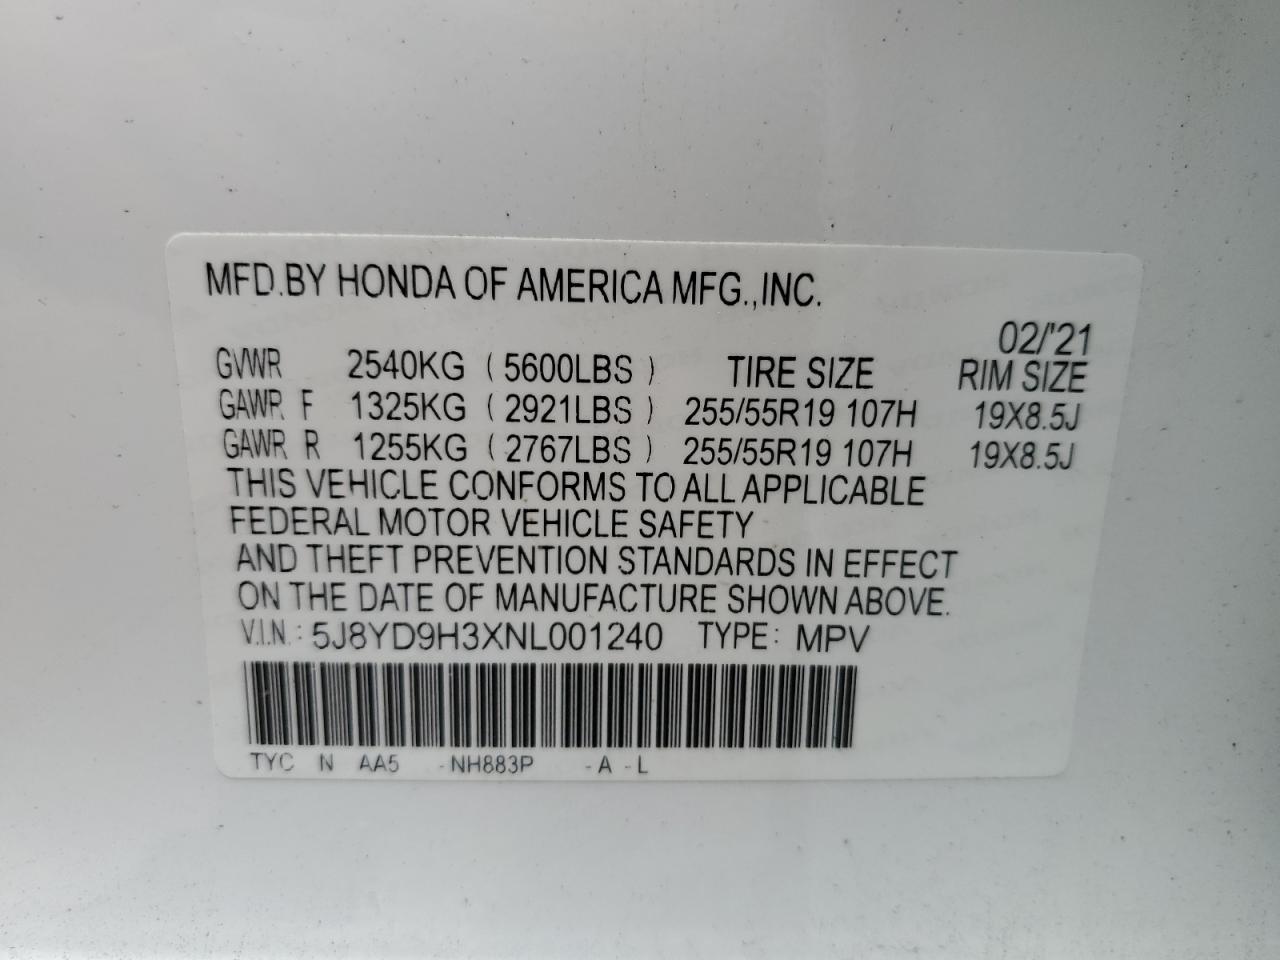 MFD.BY HONDA OF AMERICA MFG.,INC.
02/'21
GVWR 2540KG ( 5600LBS ) TIRE SIZE RIM SIZE
GAWR F 1325KG ( 2921LBS ) 255/55R19 107H 19X8.5J
GAWR R 1255KG ( 2767LBS ) 255/55R19 107H 19X8.5J
THIS VEHICLE CONFORMS TO ALL APPLICABLE
FEDERAL MOTOR VEHICLE SAFETY
AND THEFT PREVENTION STANDARDS IN EFFECT
ON THE DATE OF MANUFACTURE SHOWN ABOVE.
V.I.N.: 5J8YD9H3XNL001240 TYPE: MPV
TYC N AA5 -NH883P -A -L